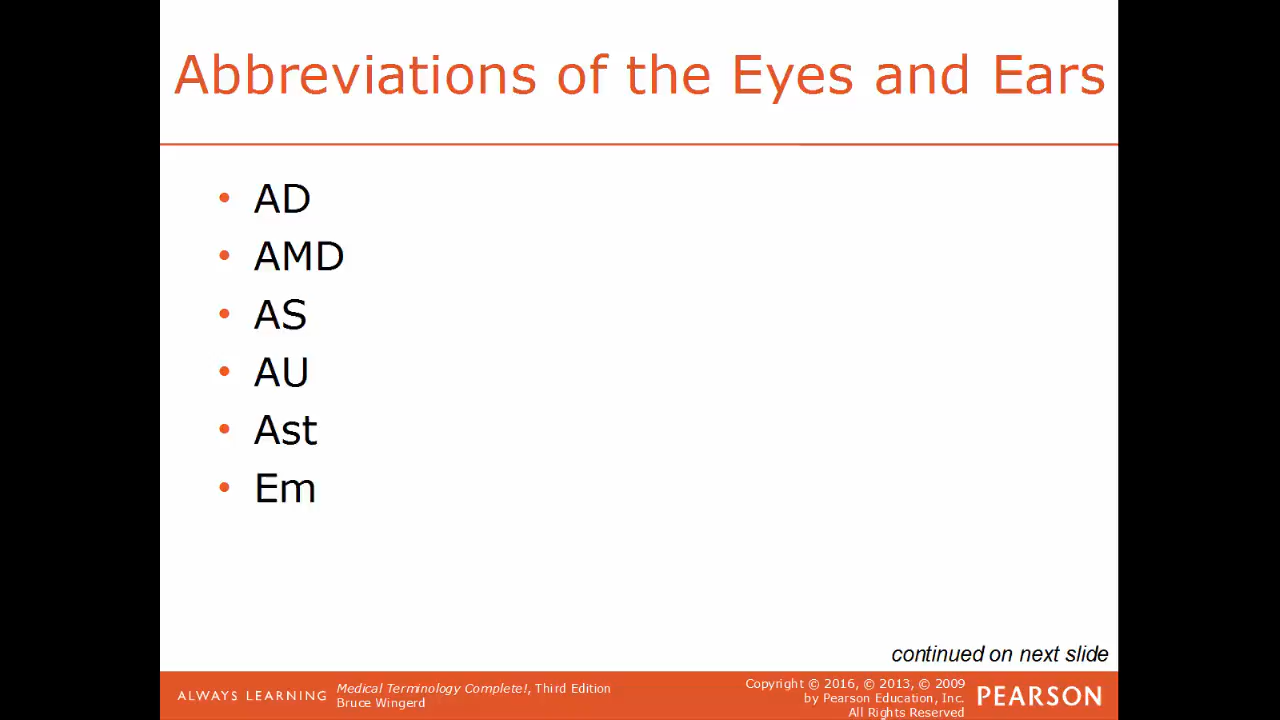 Abbreviations of the Eyes and Ears
• AD
• AMD
• AS
• AU
• Ast
• Em
continued on next slide
ALWAYS LEARNING
Medical Terminology Complete!, Third Edition
Bruce Wingerd
Copyright © 2016, © 2013, © 2009
by Pearson Education, Inc.
All Rights Reserved
PEARSON